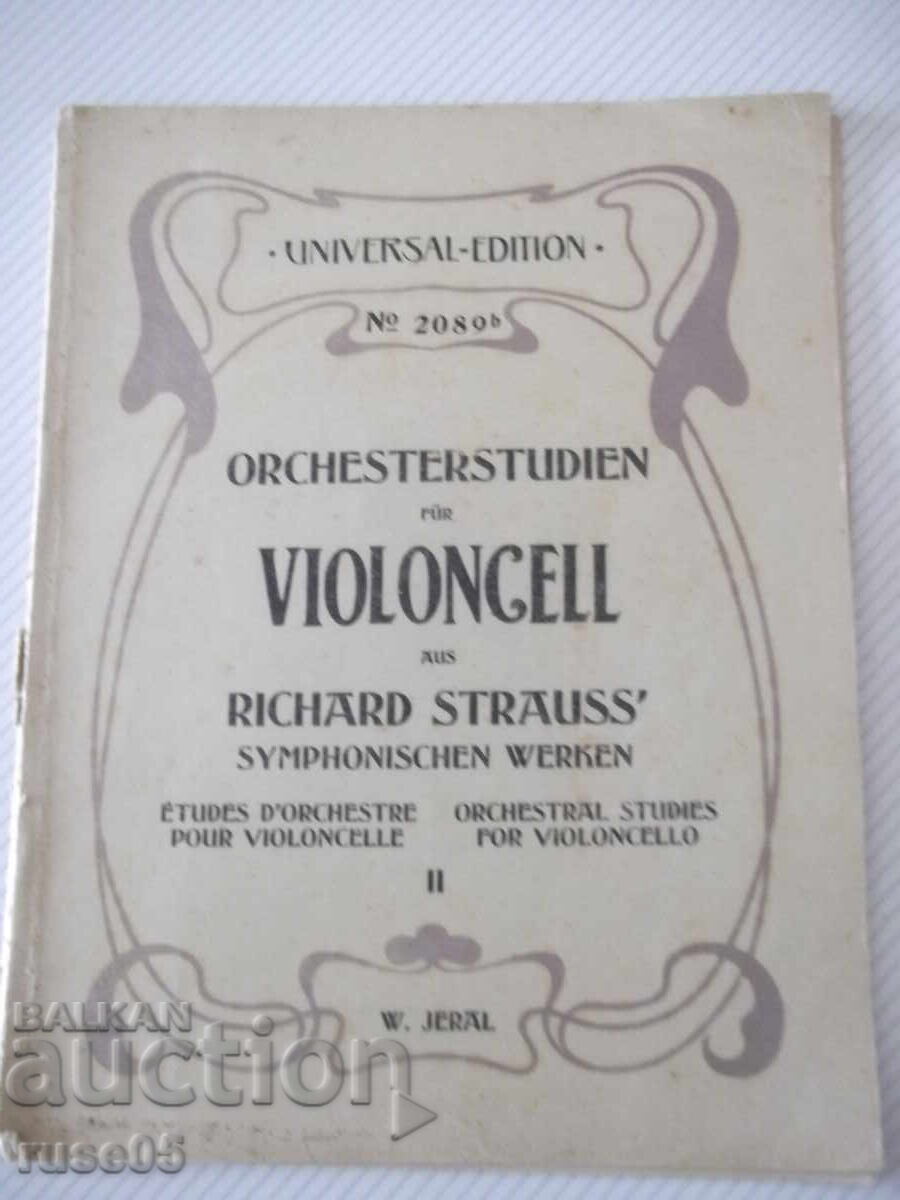 · UNIVERSAL-EDITION ·
No 2089b
ORCHESTERSTUDIEN
FÜR
VIOLONCELL
AUS
RICHARD STRAUSS'
SYMPHONISCHEN WERKEN
ÉTUDES D'ORCHESTRE
POUR VIOLONCELLE
ORCHESTRAL STUDIES
FOR VIOLONCELLO
II
W. JERAL
BALKAN
auction
ruse05